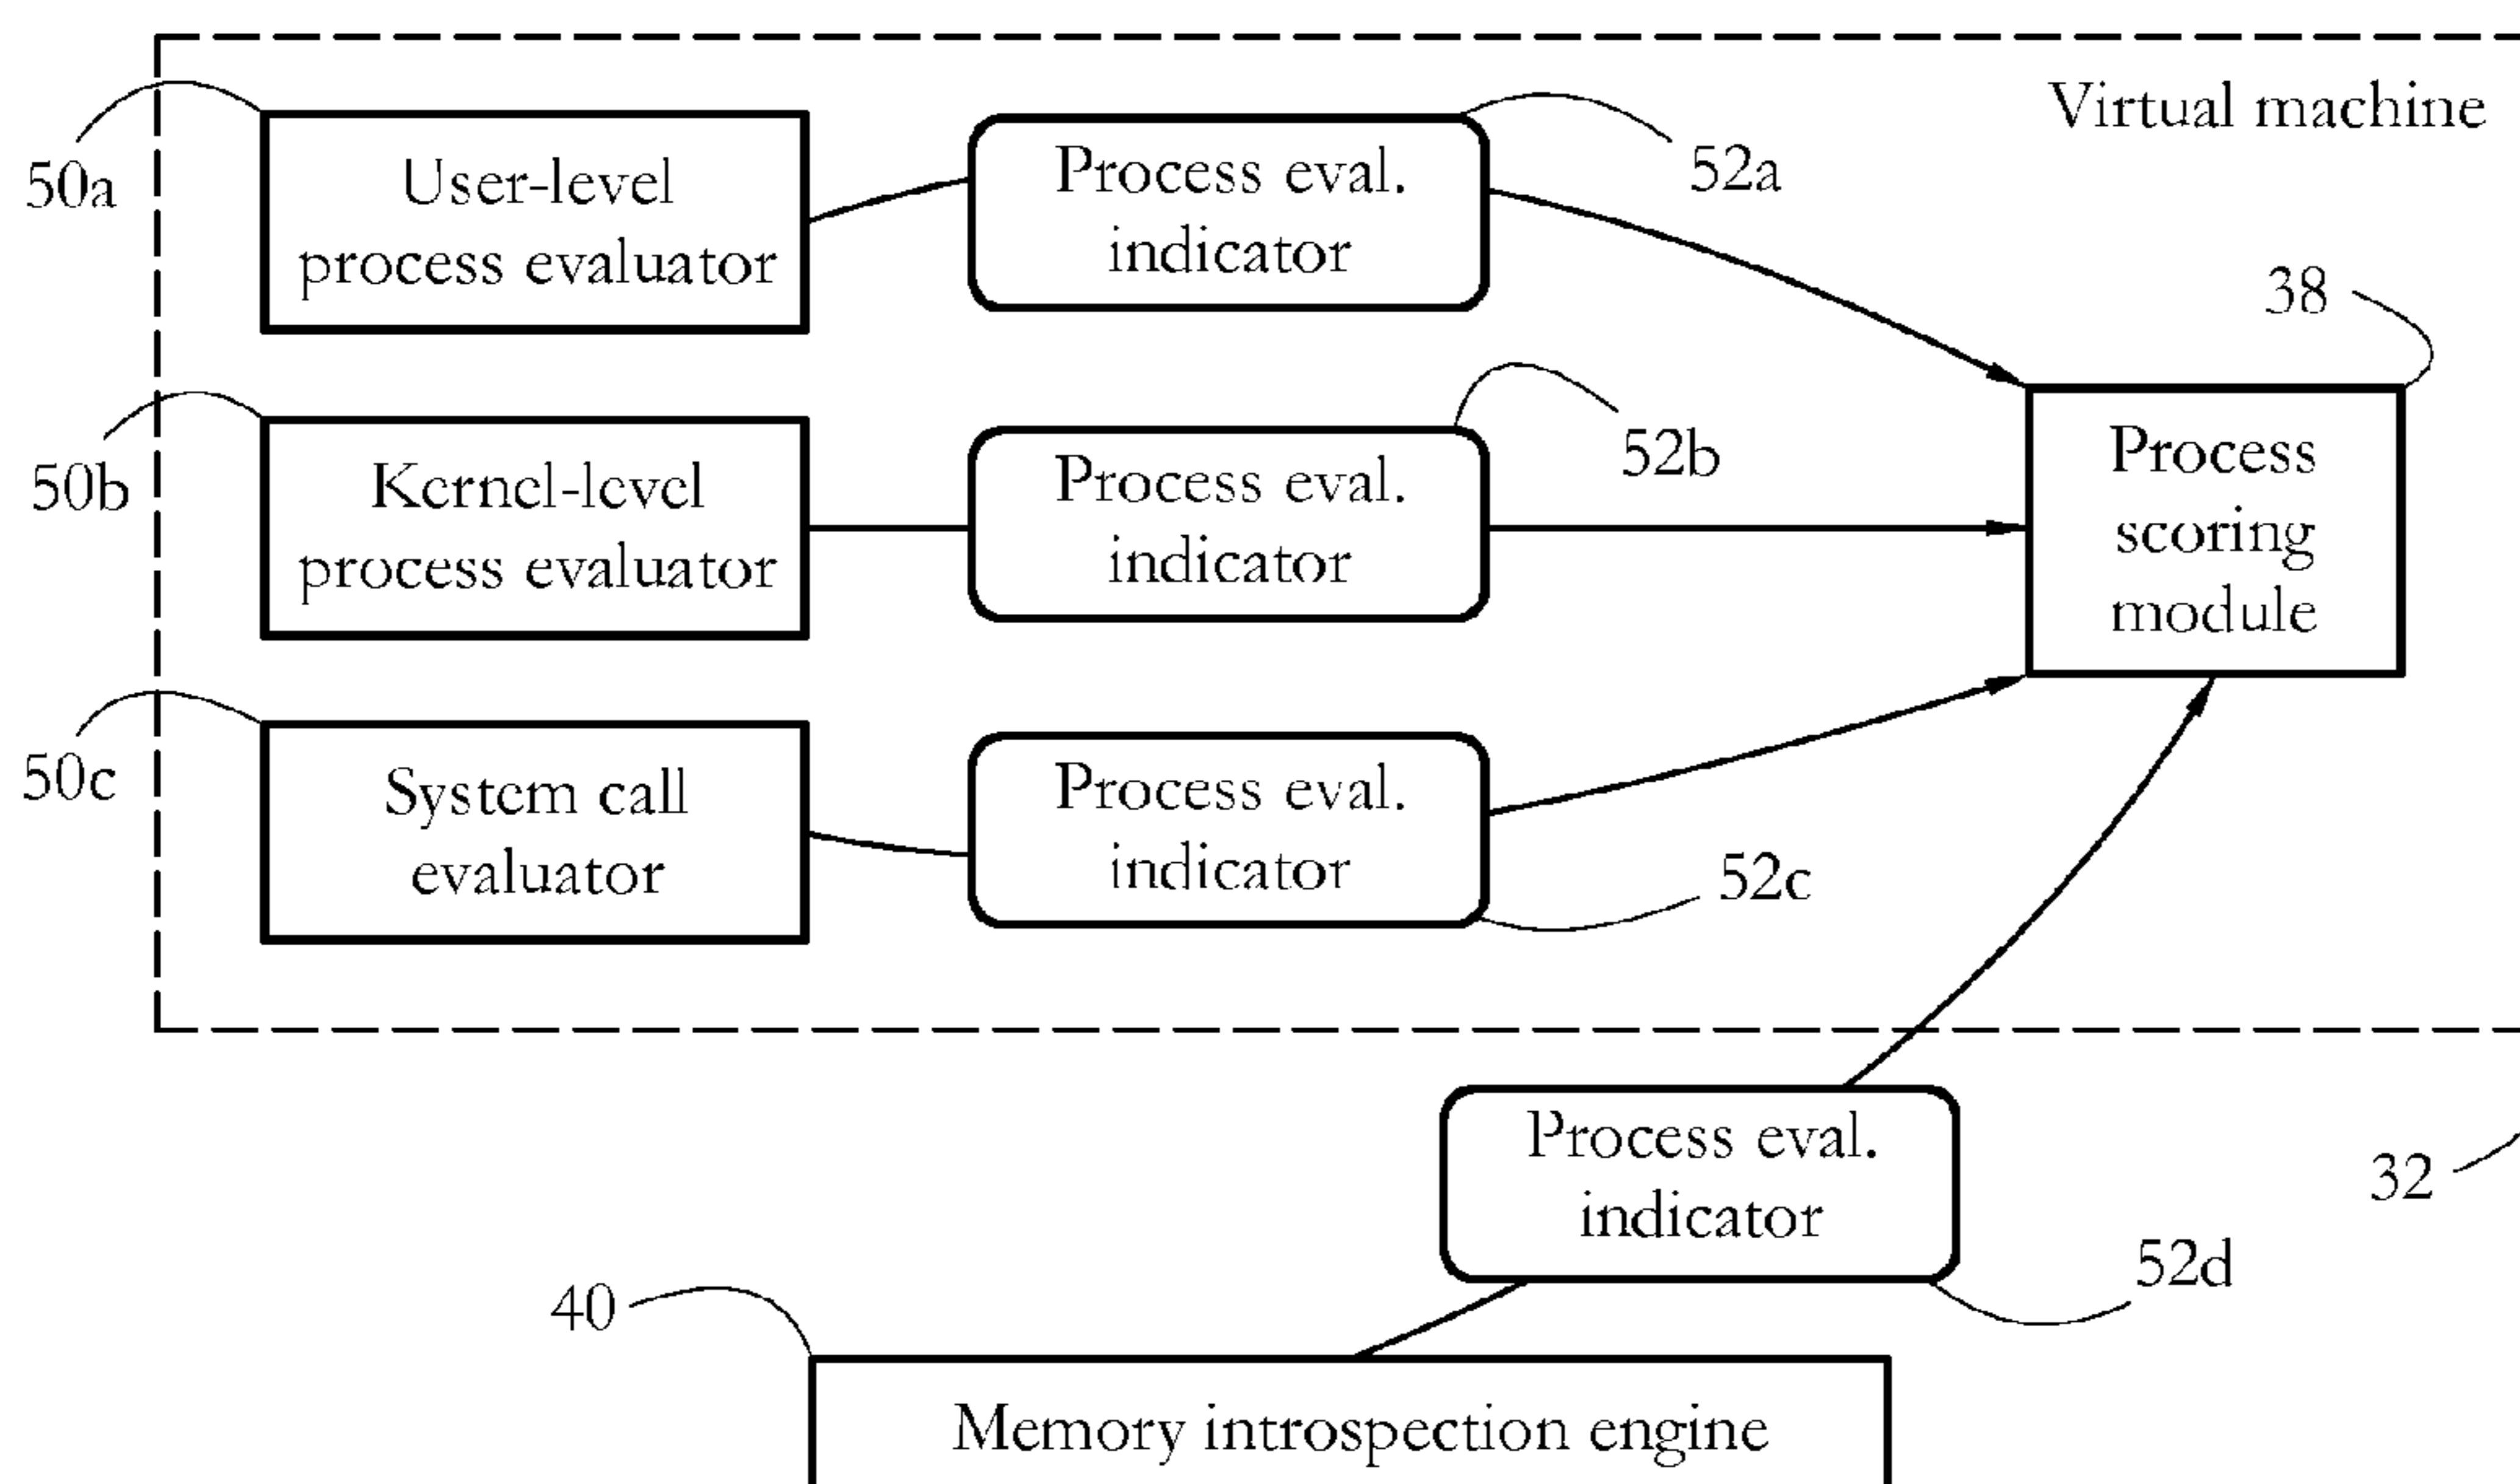 Virtual machine
50a
User-level
process evaluator
Process eval.
indicator
52a
38
50b
Kernel-level
process evaluator
Process eval.
indicator
52b
Process
scoring
module
50c
System call
evaluator
Process eval.
indicator
52c
Process eval.
indicator
32
52d
40
Memory introspection engine